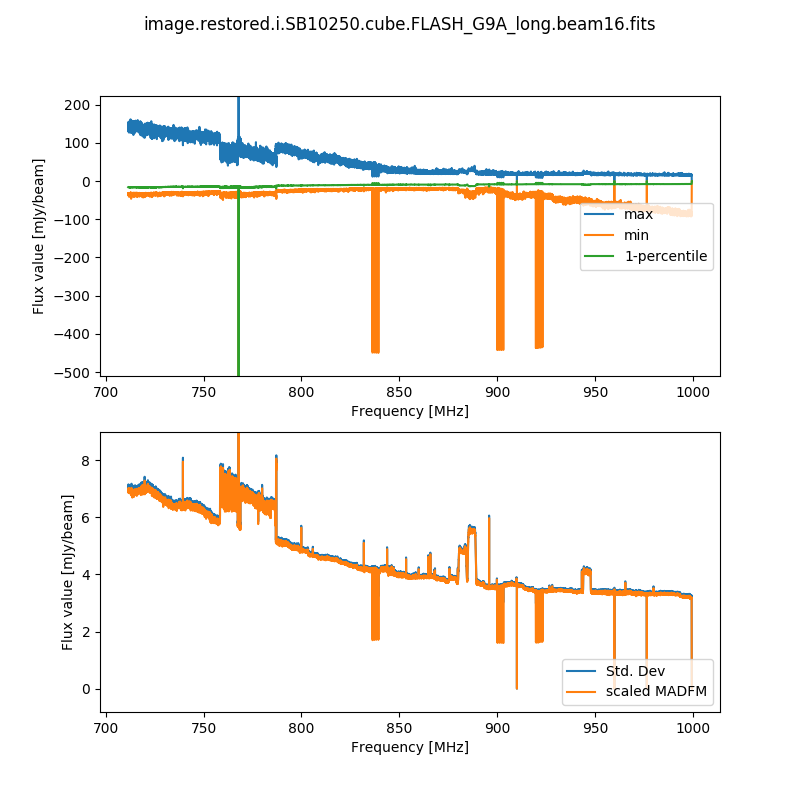 image.restored.i.SB10250.cube.FLASH_G9A_long.beam16.fits
200
100
0
−100
−200
−300
−400
−500
Flux value [mJy/beam]
max
min
1-percentile
700 750 800 850 900 950 1000
Frequency [MHz]
8
6
4
2
0
Flux value [mJy/beam]
Std. Dev
scaled MADFM
700 750 800 850 900 950 1000
Frequency [MHz]